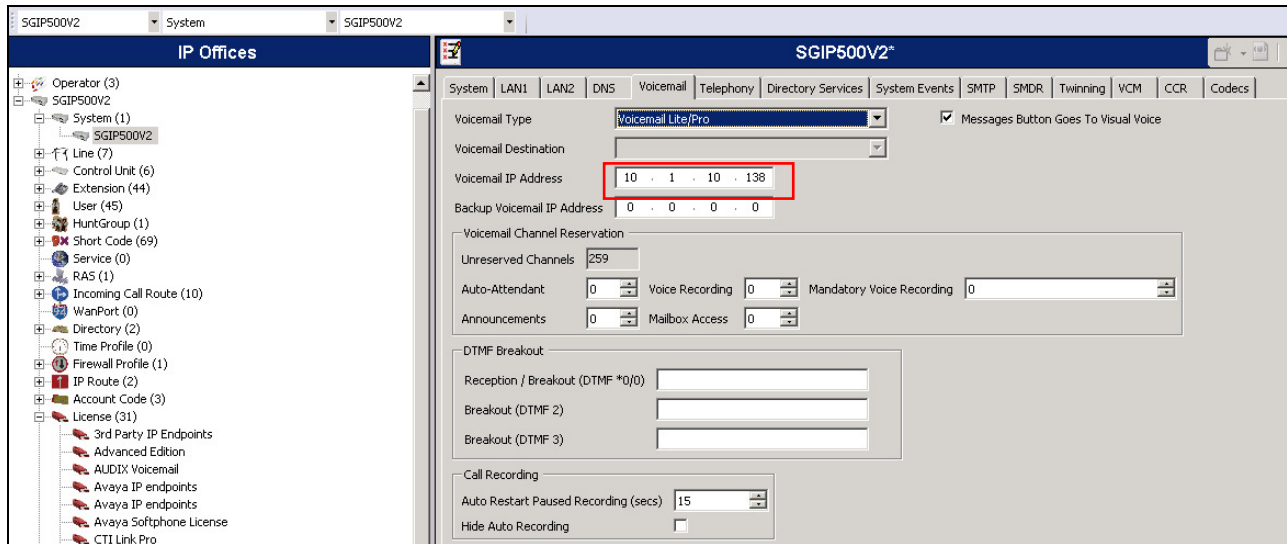 SGIP500V2 System SGIP500V2
IP Offices
Operator (3)
SGIP500V2
System (1)
SGIP500V2
Line (7)
Control Unit (6)
Extension (44)
User (45)
HuntGroup (1)
Short Code (69)
Service (0)
RAS (1)
Incoming Call Route (10)
WanPort (0)
Directory (2)
Time Profile (0)
Firewall Profile (1)
IP Route (2)
Account Code (3)
License (31)
3rd Party IP Endpoints
Advanced Edition
AUDIX Voicemail
Avaya IP endpoints
Avaya IP endpoints
Avaya Softphone License
CTI Link Pro
SGIP500V2*
System LAN1 LAN2 DNS Voicemail Telephony Directory Services System Events SMTP SMDR Twinning VCM CCR Codecs
Voicemail Type Voicemail Lite/Pro Messages Button Goes To Visual Voice
Voicemail Destination
Voicemail IP Address 10 . 1 . 10 . 138
Backup Voicemail IP Address 0 . 0 . 0 . 0
Voicemail Channel Reservation
Unreserved Channels 259
Auto-Attendant 0 Voice Recording 0 Mandatory Voice Recording 0
Announcements 0 Mailbox Access 0
DTMF Breakout
Reception / Breakout (DTMF *0/0)
Breakout (DTMF 2)
Breakout (DTMF 3)
Call Recording
Auto Restart Paused Recording (secs) 15
Hide Auto Recording